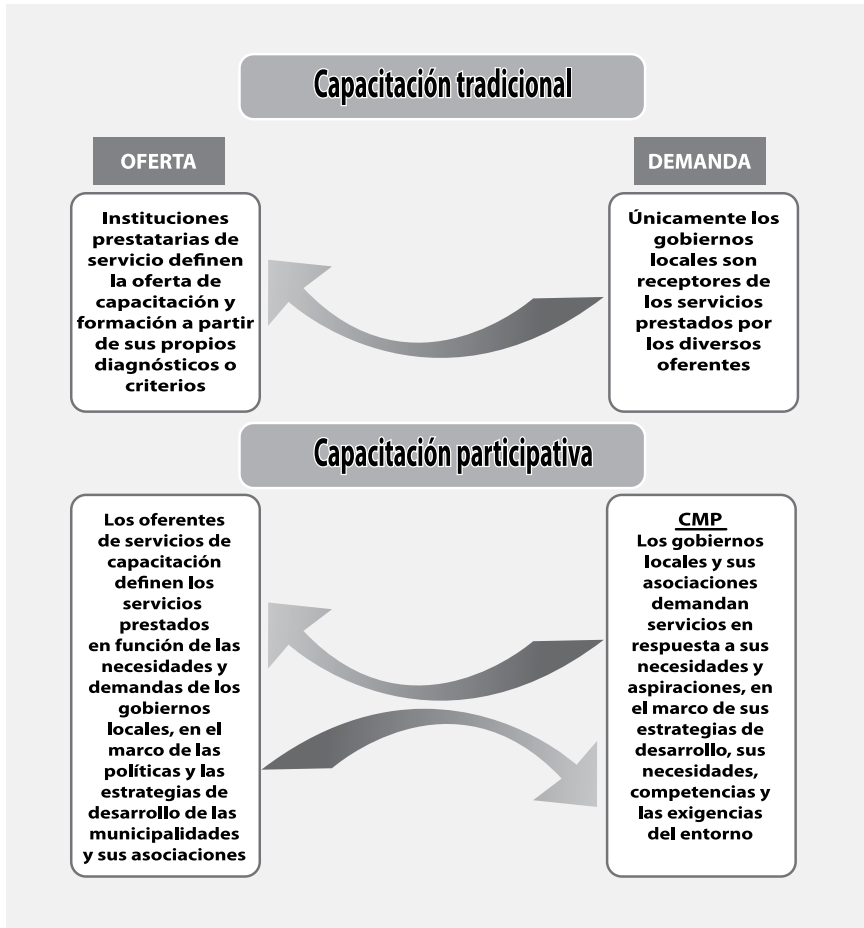 Capacitación tradicional
OFERTA
Instituciones
prestatarias de
servicio definen
la oferta de
capacitación y
formación a partir
de sus propios
diagnósticos o
criterios
DEMANDA
Únicamente los
gobiernos
locales son
receptores de
los servicios
prestados por
los diversos
oferentes
Capacitación participativa
Los oferentes
de servicios de
capacitación
definen los
servicios
prestados
en función de las
necesidades y
demandas de los
gobiernos
locales, en el
marco de las
políticas y las
estrategias de
desarrollo de las
municipalidades
y sus asociaciones
CMP
Los gobiernos
locales y sus
asociaciones
demandan
servicios en
respuesta a sus
necesidades y
aspiraciones, en
el marco de sus
estrategias de
desarrollo, sus
necesidades,
competencias y
las exigencias
del entorno